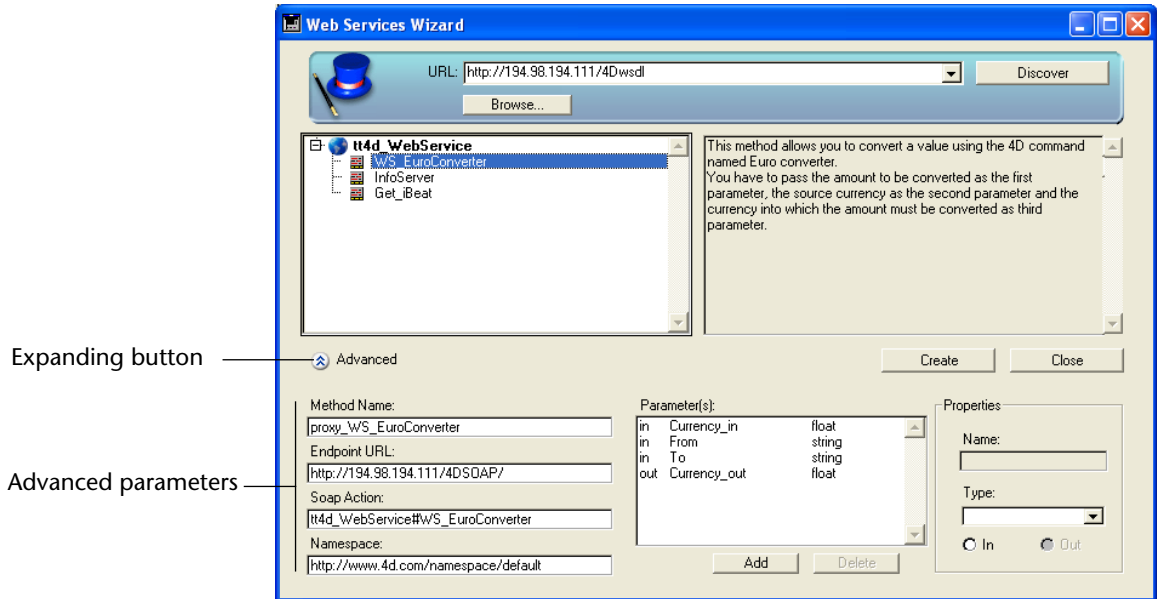 Web Services Wizard
URL: http://194.98.194.111/4Dwsdl
Discover
Browse...
tt4d_WebService
WS_EuroConverter
InfoServer
Get_iBeat
This method allows you to convert a value using the 4D command
named Euro converter.
You have to pass the amount to be converted as the first
parameter, the source currency as the second parameter and the
currency into which the amount must be converted as third
parameter.
Expanding button
Advanced
Create
Close
Advanced parameters
Method Name:
proxy_WS_EuroConverter
Endpoint URL:
http://194.98.194.111/4DSOAP/
Soap Action:
tt4d_WebService#WS_EuroConverter
Namespace:
http://www.4d.com/namespace/default
Parameter(s):
in Currency_in float
in From string
in To string
out Currency_out float
Add
Delete
Properties
Name:
Type:
In
Out